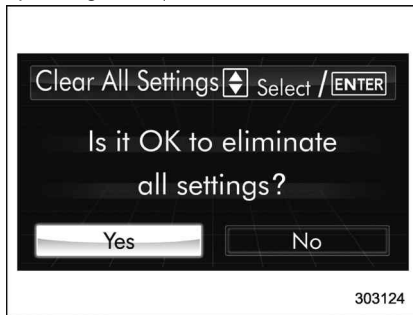 Clear All Settings Select / ENTER
Is it OK to eliminate
all settings?
Yes No
303124